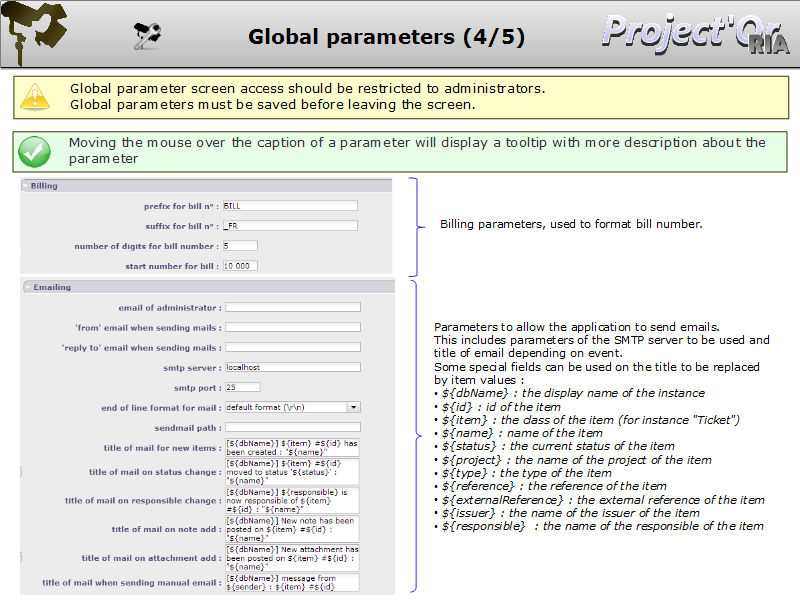 Global parameters (4/5)
Project'Or
RIA
Global parameter screen access should be restricted to administrators.
Global parameters must be saved before leaving the screen.
Moving the mouse over the caption of a parameter will display a tooltip with more description about the
parameter
Billing
prefix for bill n° : BILL
suffix for bill n° : _FR
number of digits for bill number : 5
start number for bill : 10 000
Billing parameters, used to format bill number.
Emailing
email of administrator :
'from' email when sending mails :
'reply to' email when sending mails :
smtp server : localhost
smtp port : 25
end of line format for mail : default format (\r\n)
sendmail path :
title of mail for new items : [${dbName}] ${item} #${id} has
been created : "${name}"
title of mail on status change : [${dbName}] ${item} #${id}
moved to status '${status}' :
"${name}"
title of mail on responsible change : [${dbName}] ${responsible} is
now responsible of ${item}
#${id} : "${name}"
title of mail on note add : [${dbName}] New note has been
posted on ${item} #${id} :
"${name}"
title of mail on attachment add : [${dbName}] New attachment has
been posted on ${item} #${id} :
"${name}"
title of mail when sending manual email : [${dbName}] message from
${sender} : ${item} #${id}
Parameters to allow the application to send emails.
This includes parameters of the SMTP server to be used and
title of email depending on event.
Some special fields can be used on the title to be replaced
by item values :
• ${dbName} : the display name of the instance
• ${id} : id of the item
• ${item} : the class of the item (for instance "Ticket")
• ${name} : name of the item
• ${status} : the current status of the item
• ${project} : the name of the project of the item
• ${type} : the type of the item
• ${reference} : the reference of the item
• ${externalReference} : the external reference of the item
• ${issuer} : the name of the issuer of the item
• ${responsible} : the name of the responsible of the item